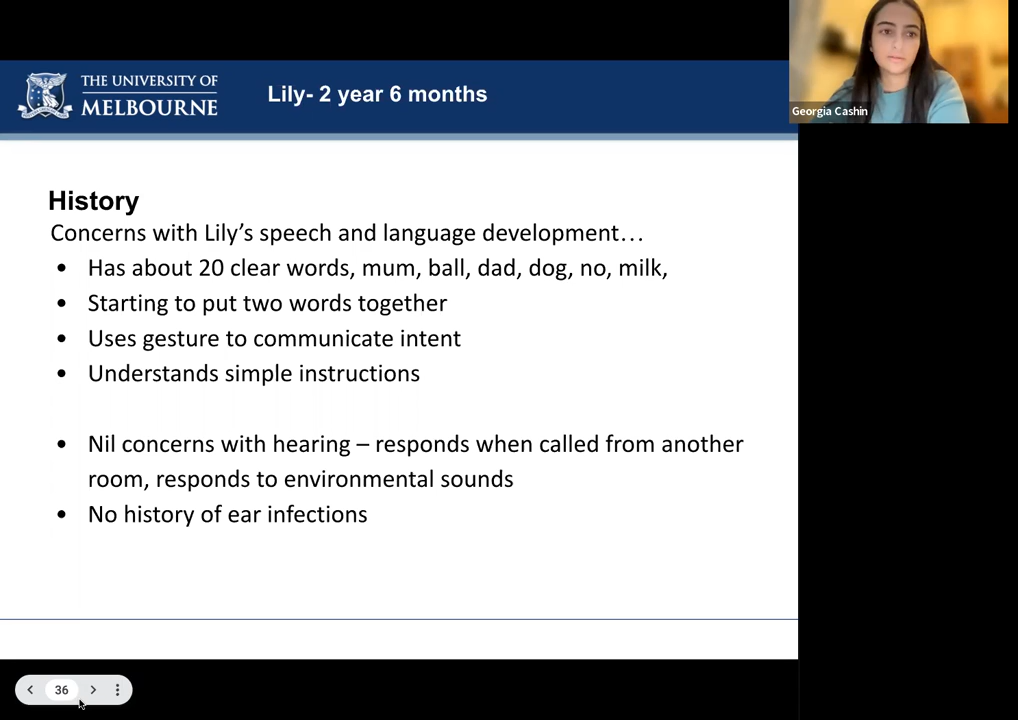 THE UNIVERSITY OF
MELBOURNE
Lily- 2 year 6 months
Georgia Cashin
History
Concerns with Lily’s speech and language development…
• Has about 20 clear words, mum, ball, dad, dog, no, milk,
• Starting to put two words together
• Uses gesture to communicate intent
• Understands simple instructions
• Nil concerns with hearing – responds when called from another
room, responds to environmental sounds
• No history of ear infections
36